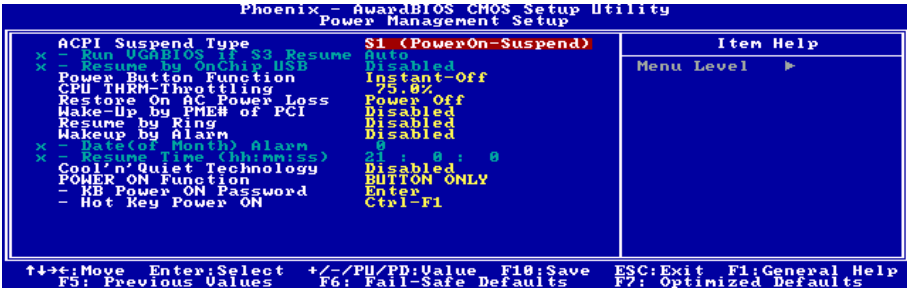 Phoenix - AwardBIOS CMOS Setup Utility
Power Management Setup
ACPI Suspend Type S1 (PowerOn-Suspend)
x - Run VGABIOS if S3 Resume Auto
x - Resume by OnChip USB Disabled
Power Button Function Instant-Off
CPU THRM-Throttling 75.0%
Restore On AC Power Loss Power Off
Wake-Up by PME# of PCI Disabled
Resume by Ring Disabled
Wakeup by Alarm Disabled
x - Date(of Month) Alarm 0
x - Resume Time (hh:mm:ss) 21 : 0 : 0
Cool'n'Quiet Technology Disabled
POWER ON Function BUTTON ONLY
- KB Power ON Password Enter
- Hot Key Power ON Ctrl-F1
Item Help
Menu Level ►
↑↓→←:Move Enter:Select +/-/PU/PD:Value F10:Save ESC:Exit F1:General Help
F5: Previous Values F6: Fail-Safe Defaults F7: Optimized Defaults